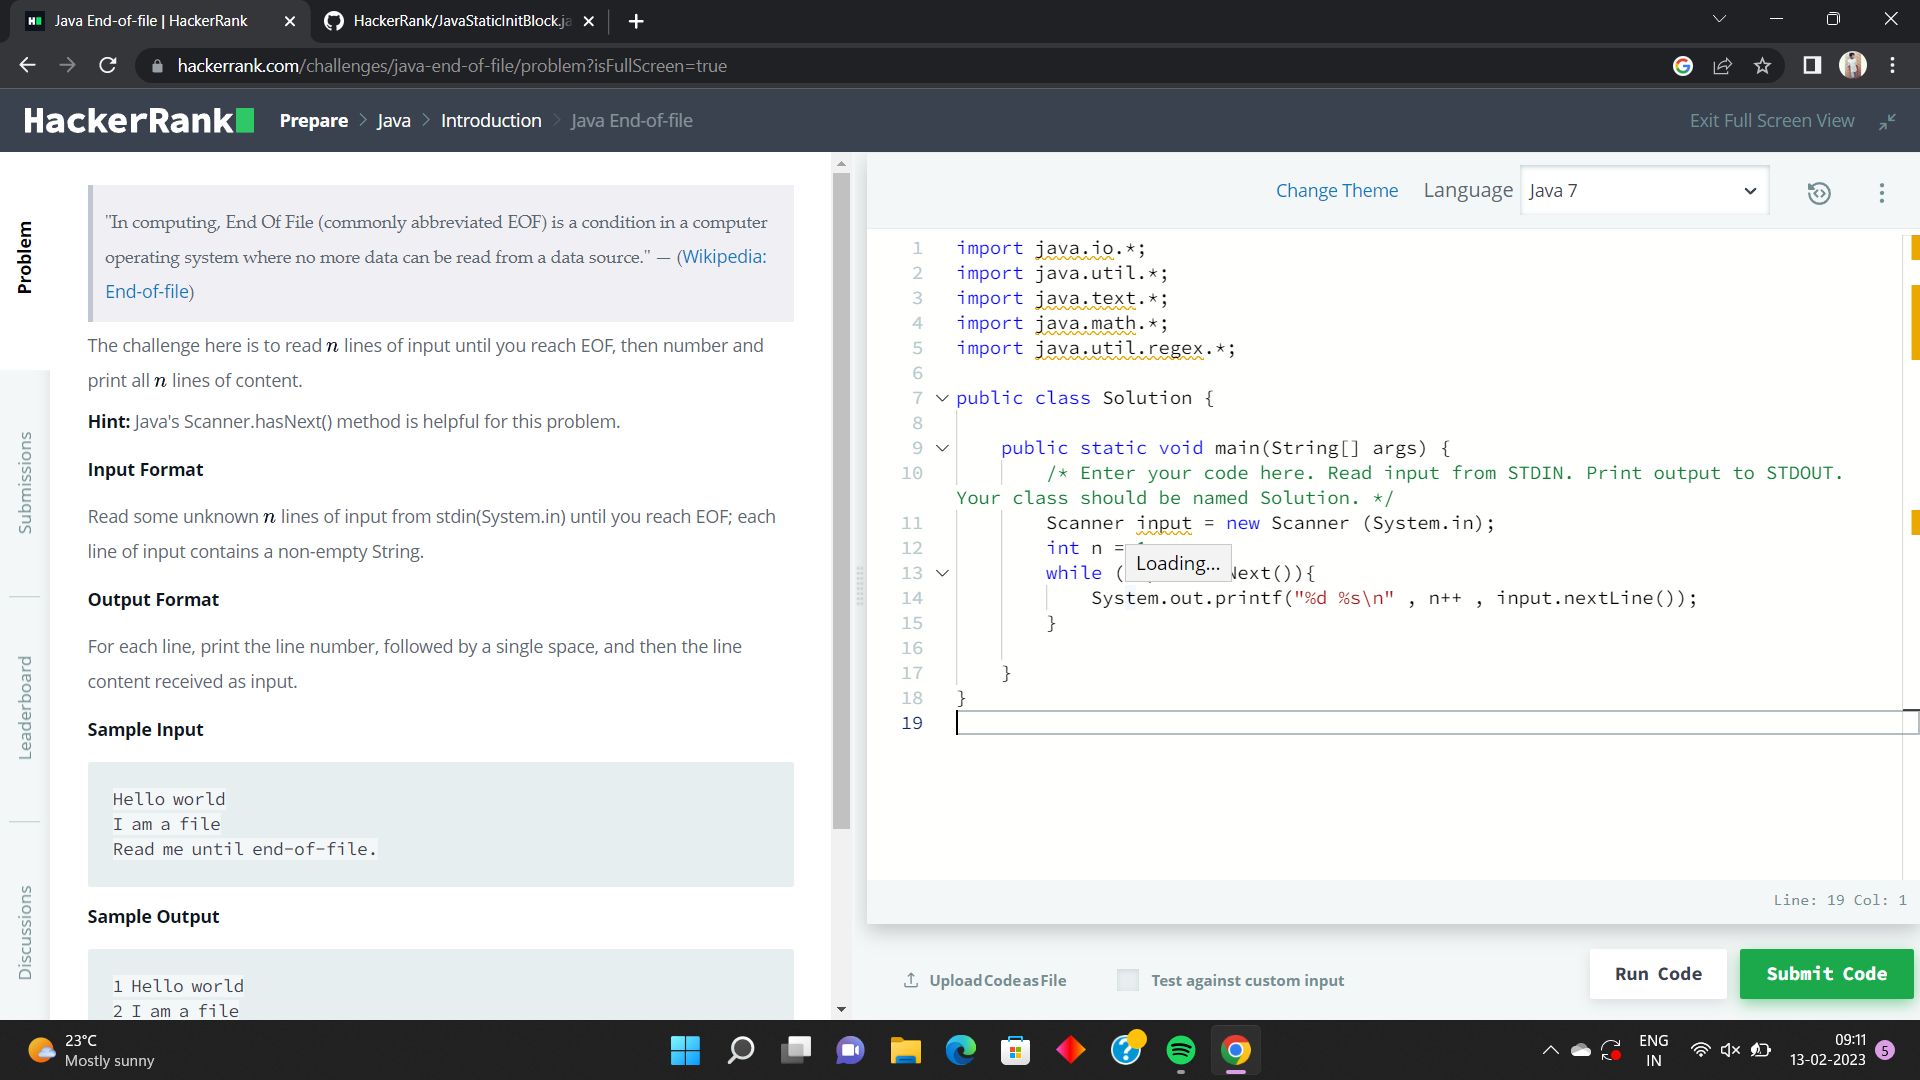 Java End-of-file | HackerRank
HackerRank/JavaStaticInitBlock.ja
hackerrank.com/challenges/java-end-of-file/problem?isFullScreen=true
HackerRank
Prepare > Java > Introduction > Java End-of-file
Exit Full Screen View
Problem
Submissions
Leaderboard
Discussions
"In computing, End Of File (commonly abbreviated EOF) is a condition in a computer
operating system where no more data can be read from a data source." — (Wikipedia:
End-of-file)
The challenge here is to read n lines of input until you reach EOF, then number and
print all n lines of content.
Hint: Java's Scanner.hasNext() method is helpful for this problem.
Input Format
Read some unknown n lines of input from stdin(System.in) until you reach EOF; each
line of input contains a non-empty String.
Output Format
For each line, print the line number, followed by a single space, and then the line
content received as input.
Sample Input
Hello world
I am a file
Read me until end-of-file.
Sample Output
1 Hello world
2 I am a file
Change Theme Language Java 7
1 import java.io.*;
2 import java.util.*;
3 import java.text.*;
4 import java.math.*;
5 import java.util.regex.*;
6
7 public class Solution {
8
9 public static void main(String[] args) {
10 /* Enter your code here. Read input from STDIN. Print output to STDOUT.
Your class should be named Solution. */
11 Scanner input = new Scanner (System.in);
12 int n =
Loading...
13 while ( Next()){
14 System.out.printf("%d %s\n" , n++ , input.nextLine());
15 }
16
17 }
18 }
19
Line: 19 Col: 1
Upload Code as File
Test against custom input
Run Code
Submit Code
23°C
Mostly sunny
ENG
IN
09:11
13-02-2023
5